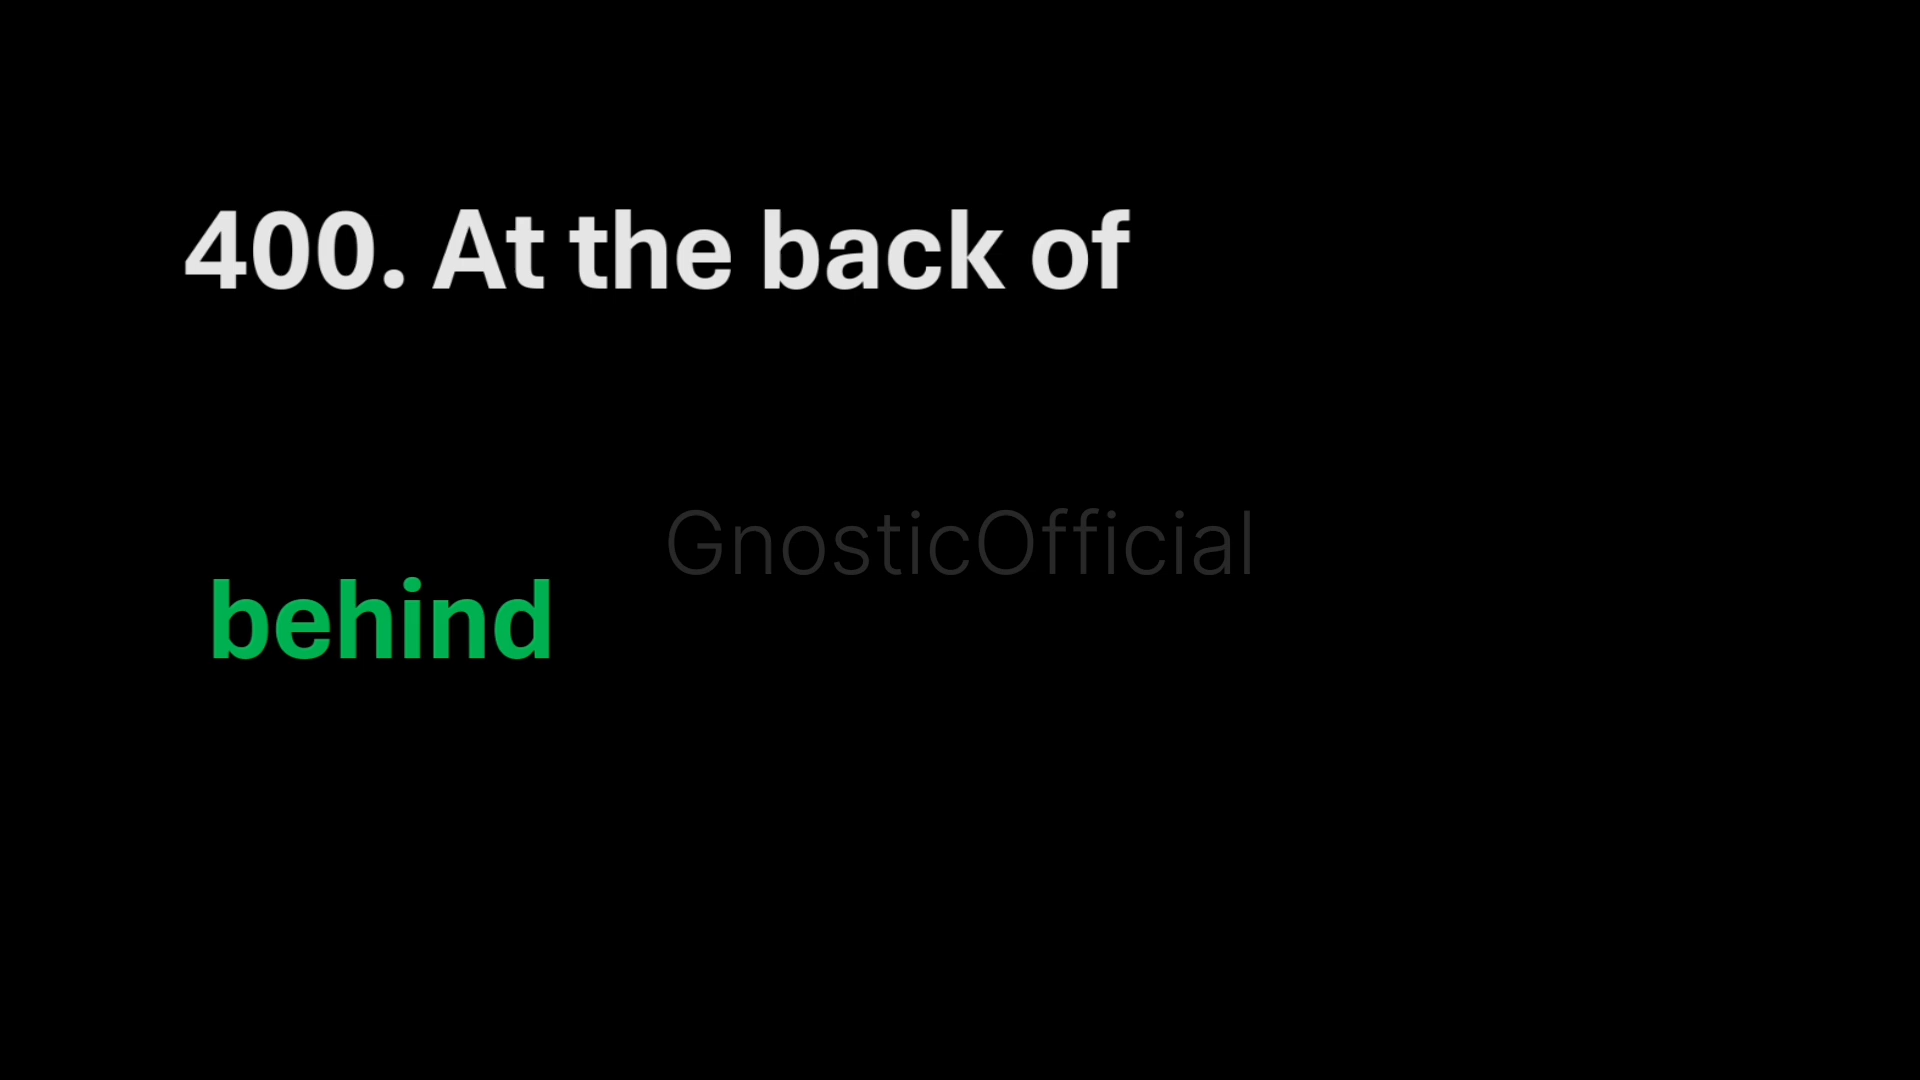 400. At the back of
GnosticOfficial
behind